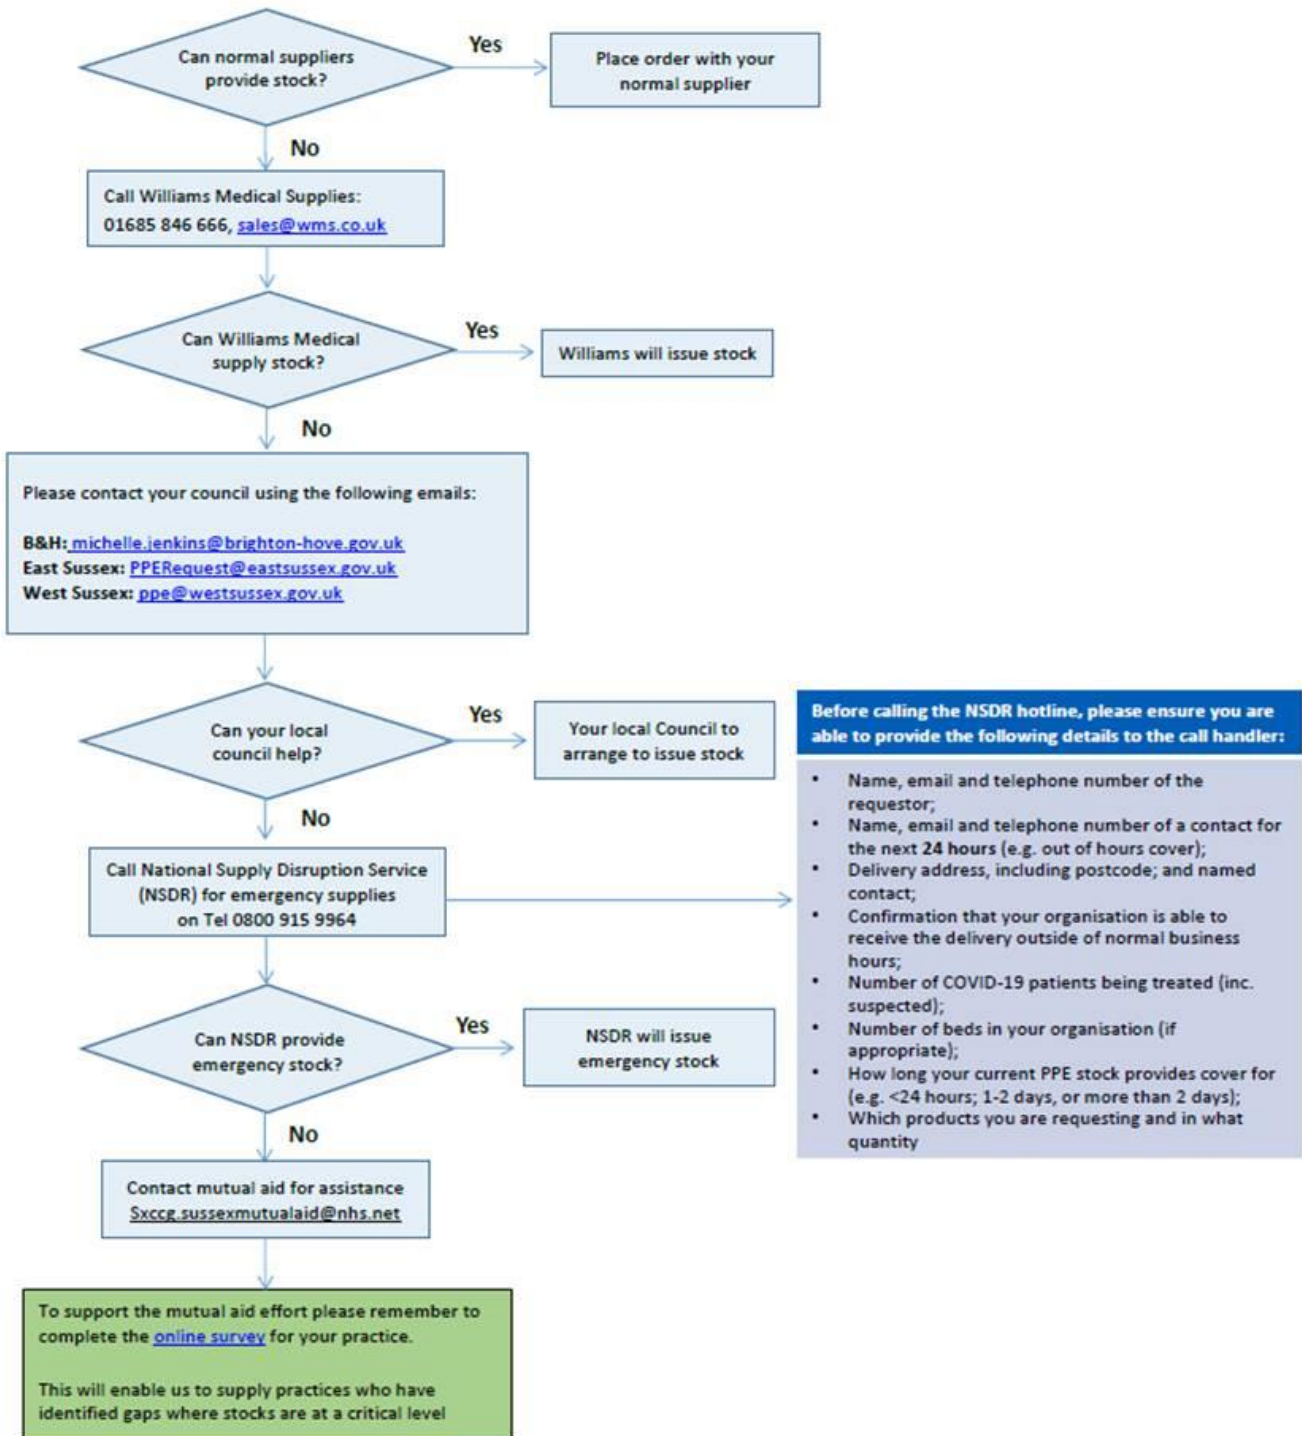 Can normal suppliers
provide stock?
Yes
Place order with your
normal supplier
No
Call Williams Medical Supplies:
01685 846 666, sales@wms.co.uk
Can Williams Medical
supply stock?
Yes
Williams will issue stock
No
Please contact your council using the following emails:
B&H: michelle.jenkins@brighton-hove.gov.uk
East Sussex: PPERequest@eastsussex.gov.uk
West Sussex: ppe@westsussex.gov.uk
Can your local
council help?
Yes
Your local Council to
arrange to issue stock
No
Call National Supply Disruption Service
(NSDR) for emergency supplies
on Tel 0800 915 9964
Before calling the NSDR hotline, please ensure you are
able to provide the following details to the call handler:
• Name, email and telephone number of the
requestor;
• Name, email and telephone number of a contact for
the next 24 hours (e.g. out of hours cover);
• Delivery address, including postcode; and named
contact;
• Confirmation that your organisation is able to
receive the delivery outside of normal business
hours;
• Number of COVID-19 patients being treated (inc.
suspected);
• Number of beds in your organisation (if
appropriate);
• How long your current PPE stock provides cover for
(e.g. <24 hours; 1-2 days, or more than 2 days);
• Which products you are requesting and in what
quantity
Can NSDR provide
emergency stock?
Yes
NSDR will issue
emergency stock
No
Contact mutual aid for assistance
Sxccg.sussexmutualaid@nhs.net
To support the mutual aid effort please remember to
complete the online survey for your practice.
This will enable us to supply practices who have
identified gaps where stocks are at a critical level